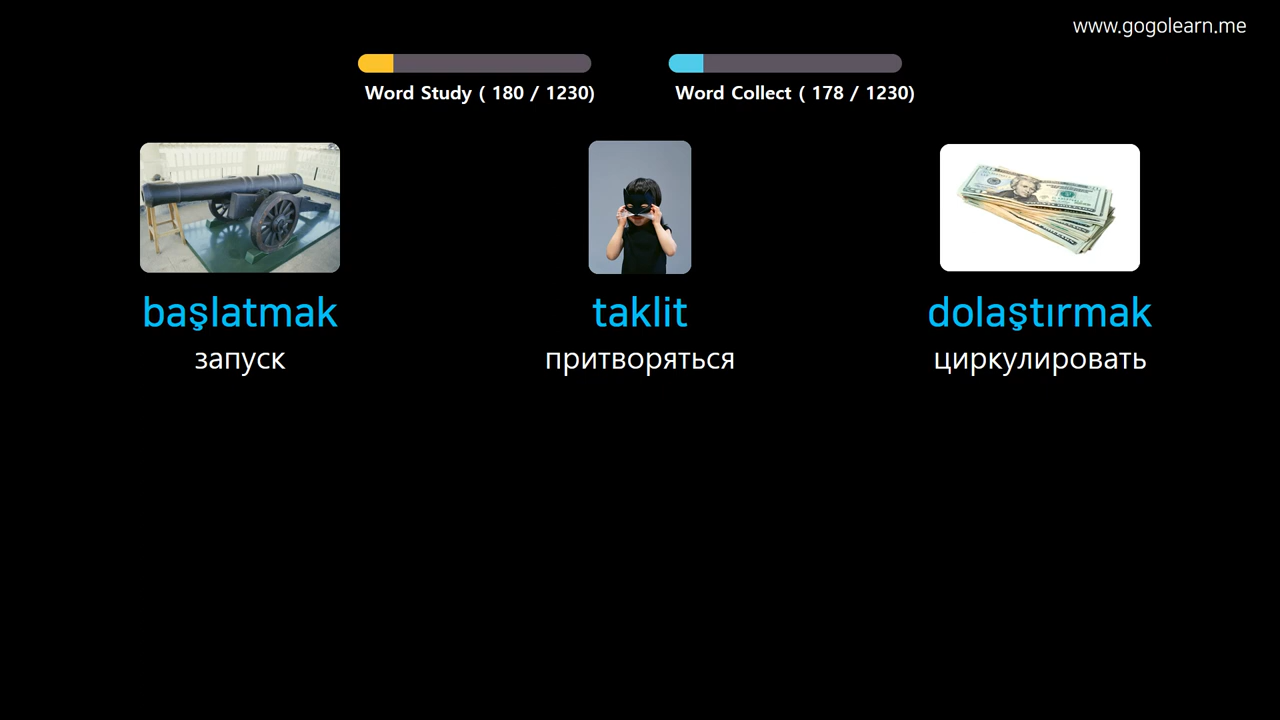 www.gogolearn.me
Word Study ( 180 / 1230)
Word Collect ( 178 / 1230)
başlatmak
taklit
dolaştırmak
запуск
притворяться
циркулировать